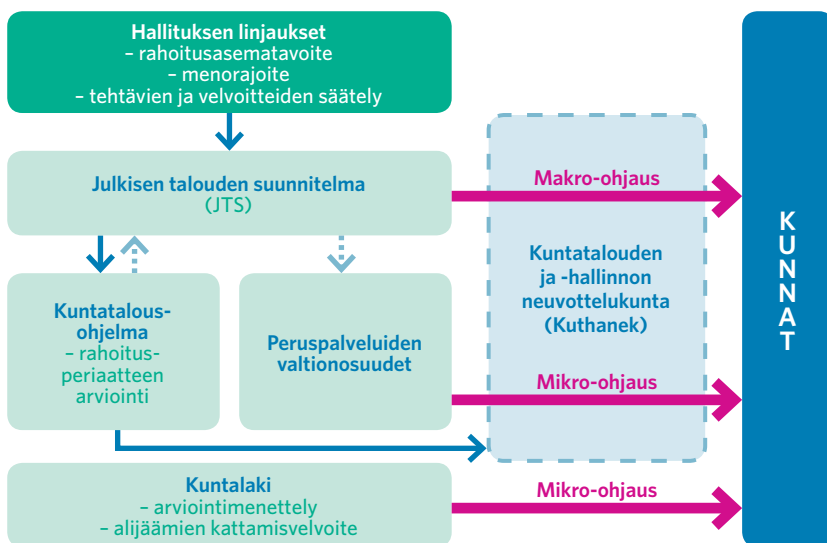 Hallituksen linjaukset
– rahoitusasematavoite
– menorajoite
– tehtävien ja velvoitteiden säätely
Julkisen talouden suunnitelma
(JTS)
Makro-ohjaus
Kuntatalous-
ohjelma
– rahoitus-
periaatteen
arviointi
Peruspalveluiden
valtionosuudet
Kuntatalouden
ja -hallinnon
neuvottelukunta
(Kuthanek)
Mikro-ohjaus
Kuntalaki
– arviointimenettely
– alijäämien kattamisvelvoite
Mikro-ohjaus
KUNNAT